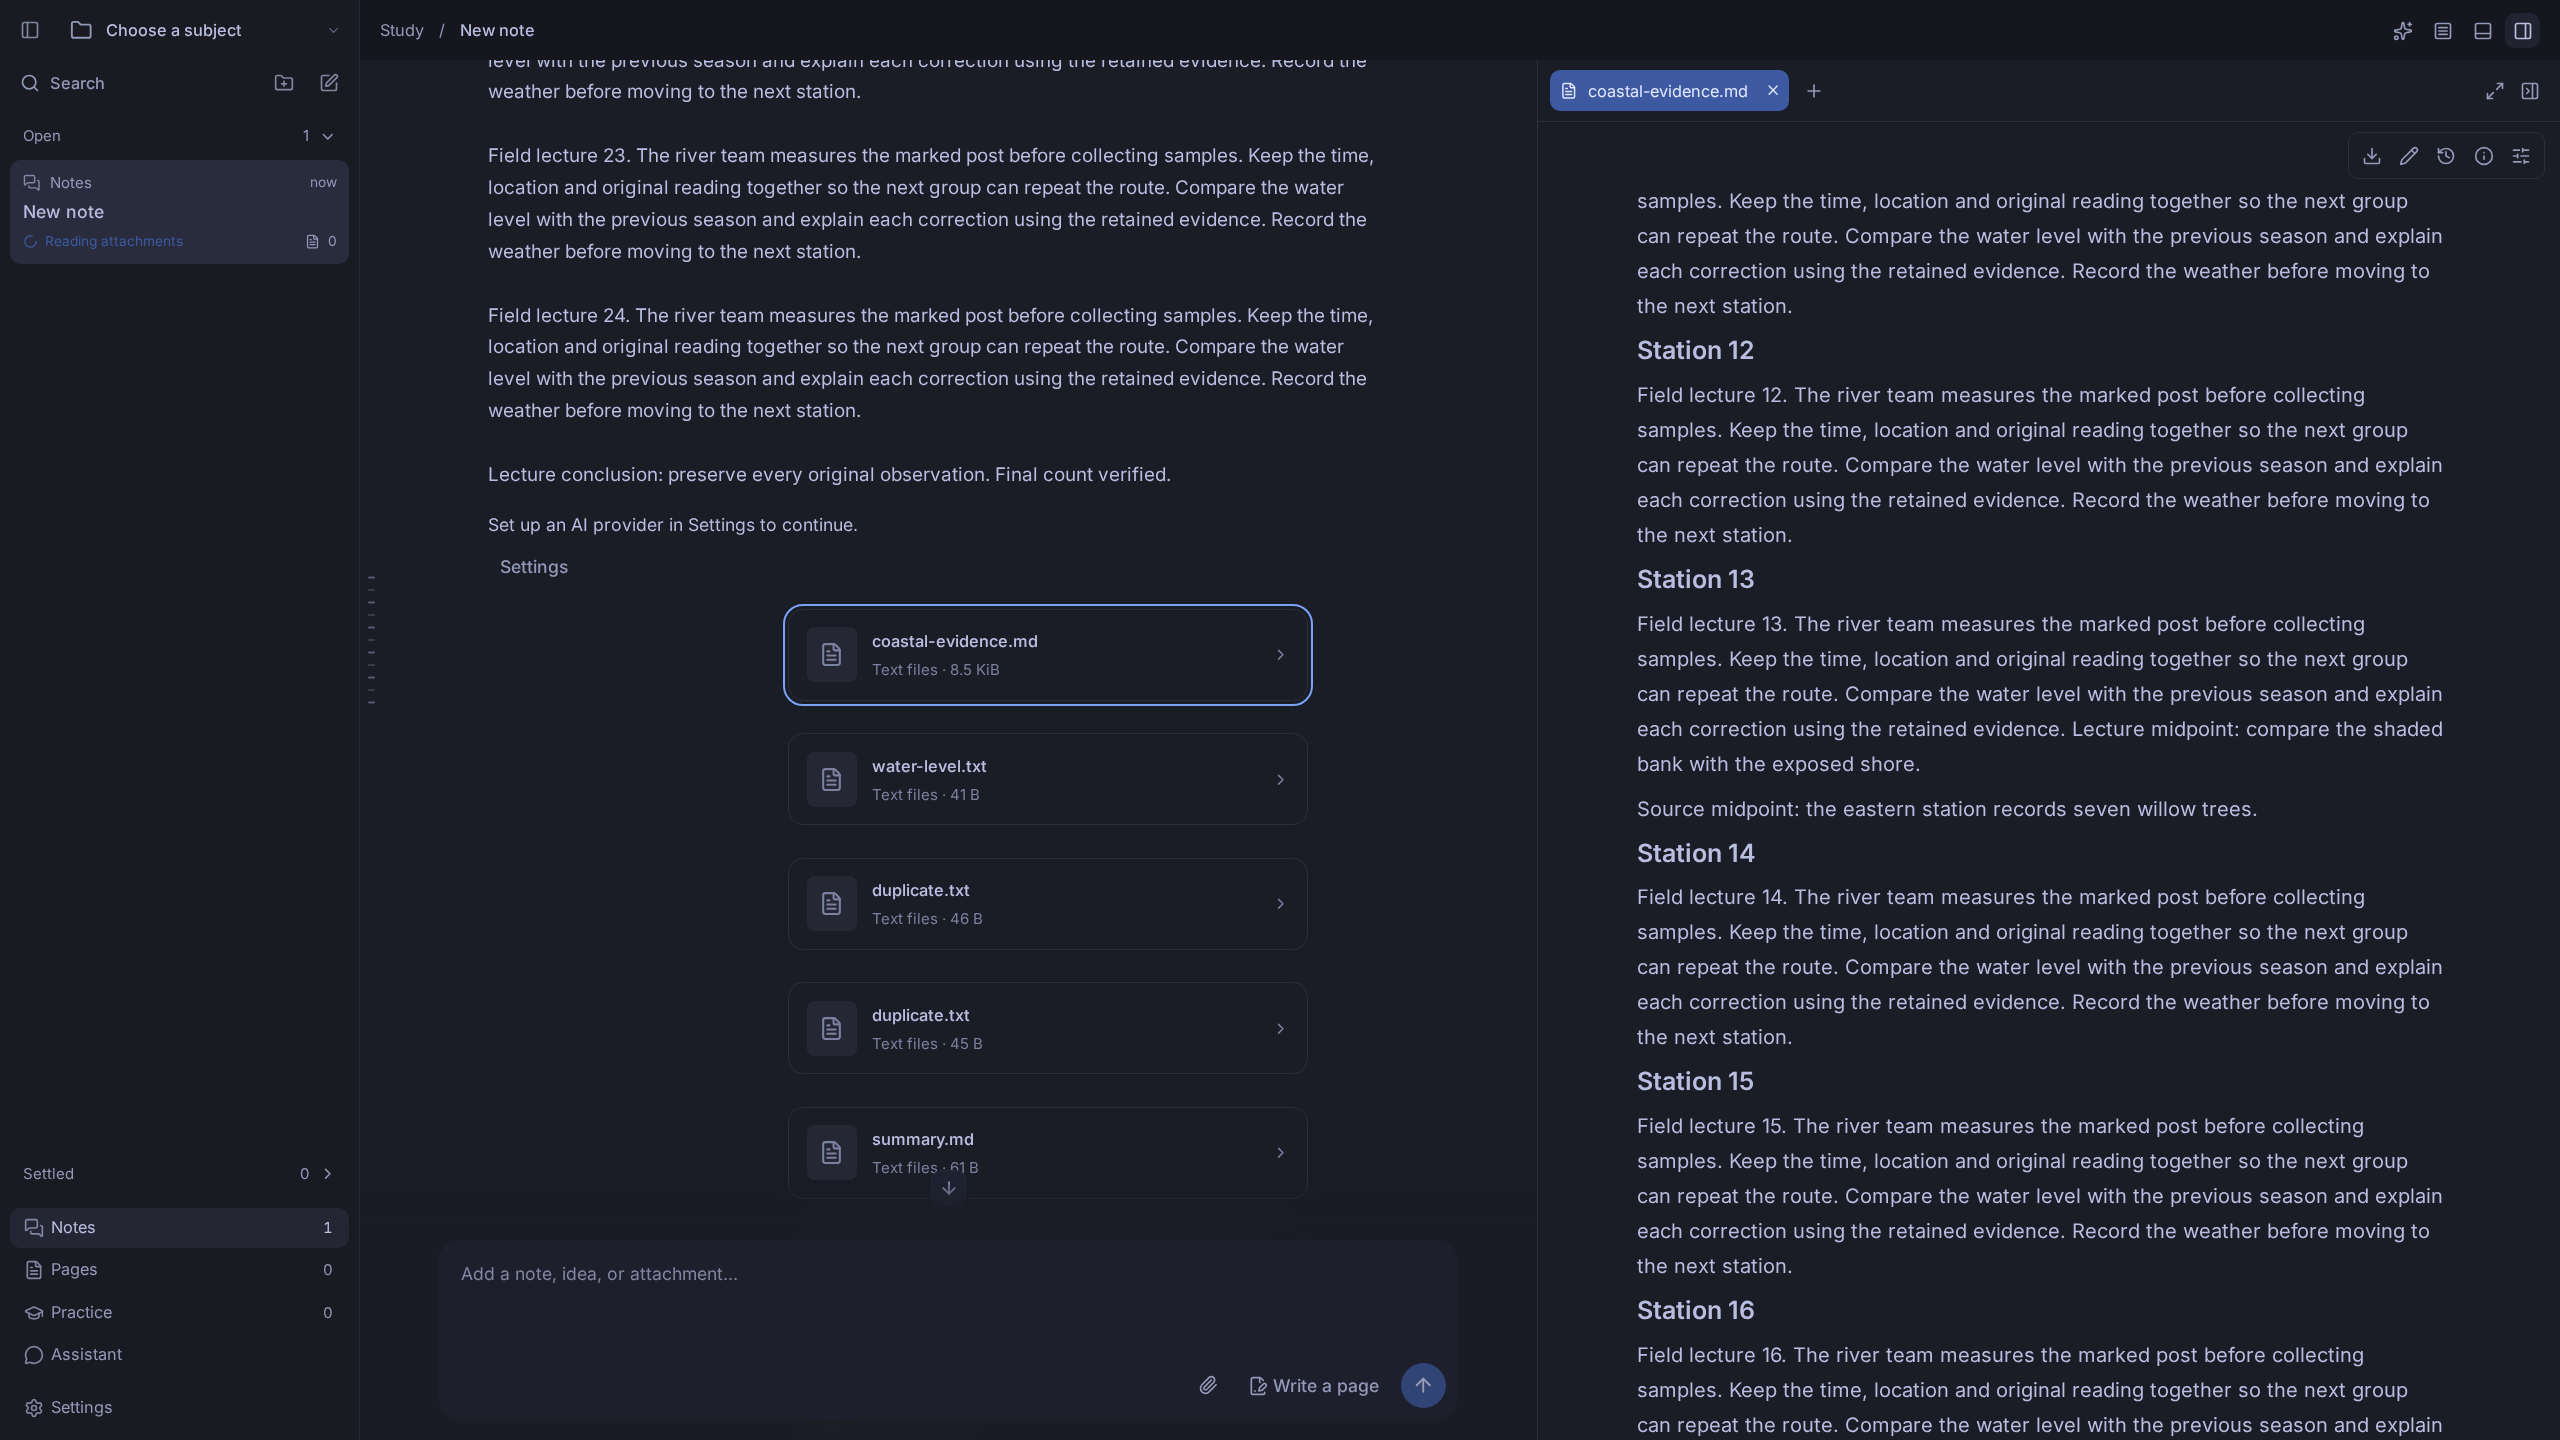 Choose a subject
Search
Open 1
Notes now
New note
Reading attachments 0
Settled 0
Notes 1
Pages 0
Practice 0
Assistant
Settings
Study / New note
level with the previous season and explain each correction using the retained evidence. Record the
weather before moving to the next station.
Field lecture 23. The river team measures the marked post before collecting samples. Keep the time,
location and original reading together so the next group can repeat the route. Compare the water
level with the previous season and explain each correction using the retained evidence. Record the
weather before moving to the next station.
Field lecture 24. The river team measures the marked post before collecting samples. Keep the time,
location and original reading together so the next group can repeat the route. Compare the water
level with the previous season and explain each correction using the retained evidence. Record the
weather before moving to the next station.
Lecture conclusion: preserve every original observation. Final count verified.
Set up an AI provider in Settings to continue.
Settings
coastal-evidence.md
Text files · 8.5 KiB
water-level.txt
Text files · 41 B
duplicate.txt
Text files · 46 B
duplicate.txt
Text files · 45 B
summary.md
Text files · 61 B
Add a note, idea, or attachment...
Write a page
coastal-evidence.md
samples. Keep the time, location and original reading together so the next group
can repeat the route. Compare the water level with the previous season and explain
each correction using the retained evidence. Record the weather before moving to
the next station.
Station 12
Field lecture 12. The river team measures the marked post before collecting
samples. Keep the time, location and original reading together so the next group
can repeat the route. Compare the water level with the previous season and explain
each correction using the retained evidence. Record the weather before moving to
the next station.
Station 13
Field lecture 13. The river team measures the marked post before collecting
samples. Keep the time, location and original reading together so the next group
can repeat the route. Compare the water level with the previous season and explain
each correction using the retained evidence. Lecture midpoint: compare the shaded
bank with the exposed shore.
Source midpoint: the eastern station records seven willow trees.
Station 14
Field lecture 14. The river team measures the marked post before collecting
samples. Keep the time, location and original reading together so the next group
can repeat the route. Compare the water level with the previous season and explain
each correction using the retained evidence. Record the weather before moving to
the next station.
Station 15
Field lecture 15. The river team measures the marked post before collecting
samples. Keep the time, location and original reading together so the next group
can repeat the route. Compare the water level with the previous season and explain
each correction using the retained evidence. Record the weather before moving to
the next station.
Station 16
Field lecture 16. The river team measures the marked post before collecting
samples. Keep the time, location and original reading together so the next group
can repeat the route. Compare the water level with the previous season and explain